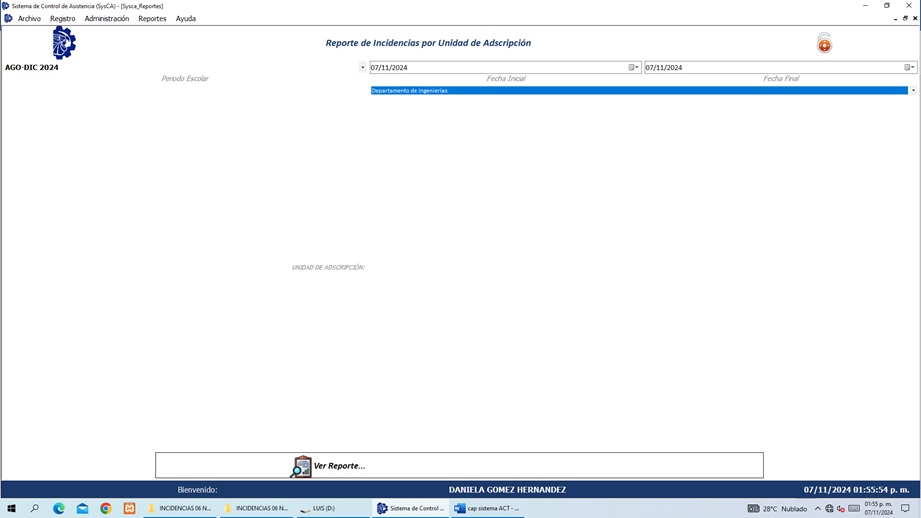 Sistema de Control de Asistencia (SysCA) - [Sysca_Reportes]
Archivo Registro Administración Reportes Ayuda
Reporte de Incidencias por Unidad de Adscripción
AGO-DIC 2024 07/11/2024 07/11/2024
Periodo Escolar Fecha Inicial Fecha Final
Departamento de Ingenierías
UNIDAD DE ADSCRIPCIÓN:
Ver Reporte...
Bienvenido: DANIELA GOMEZ HERNANDEZ 07/11/2024 01:55:54 p. m.
INCIDENCIAS 06 N... INCIDENCIAS 06 N... LUIS (D:) Sistema de Control ... cap sistema ACT - ... 28°C Nublado 01:55 p. m.
07/11/2024